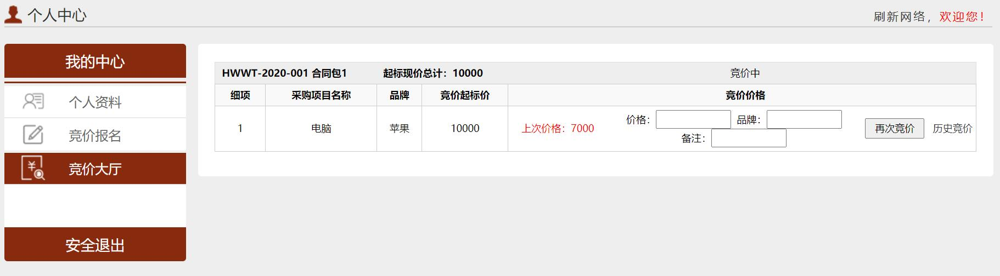 个人中心
刷新网络，欢迎您！
我的中心
个人资料
竞价报名
竞价大厅
安全退出
HWWT-2020-001 合同包1 起标现价总计：10000 竞价中
细项 采购项目名称 品牌 竞价起标价 竞价价格
1 电脑 苹果 10000 上次价格：7000 价格： 品牌： 再次竞价 历史竞价
备注：